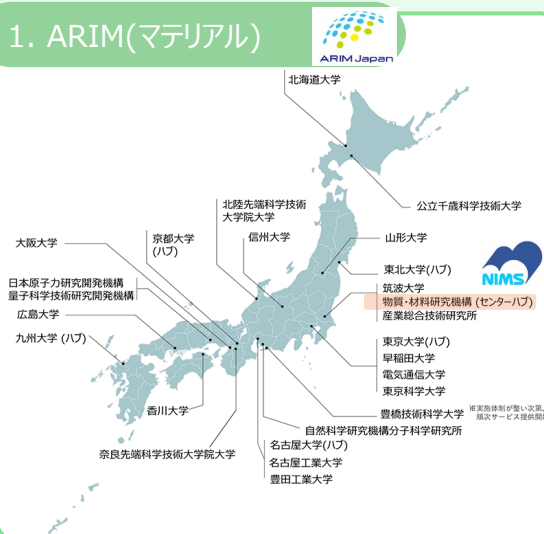 1. ARIM(マテリアル)
ARIM Japan
北海道大学
公立千歳科学技術大学
北陸先端科学技術
大学院大学
信州大学
山形大学
大阪大学
京都大学
(ハブ)
東北大学(ハブ)
NIMS
筑波大学
物質・材料研究機構 (センターハブ)
産業総合技術研究所
日本原子力研究開発機構
量子科学技術研究開発機構
広島大学
九州大学 (ハブ)
東京大学(ハブ)
早稲田大学
電気通信大学
東京科学大学
香川大学
豊橋技術科学大学
※実施体制が整い次第、
順次サービス提供開始
自然科学研究機構分子科学研究所
奈良先端科学技術大学院大学
名古屋大学(ハブ)
名古屋工業大学
豊田工業大学